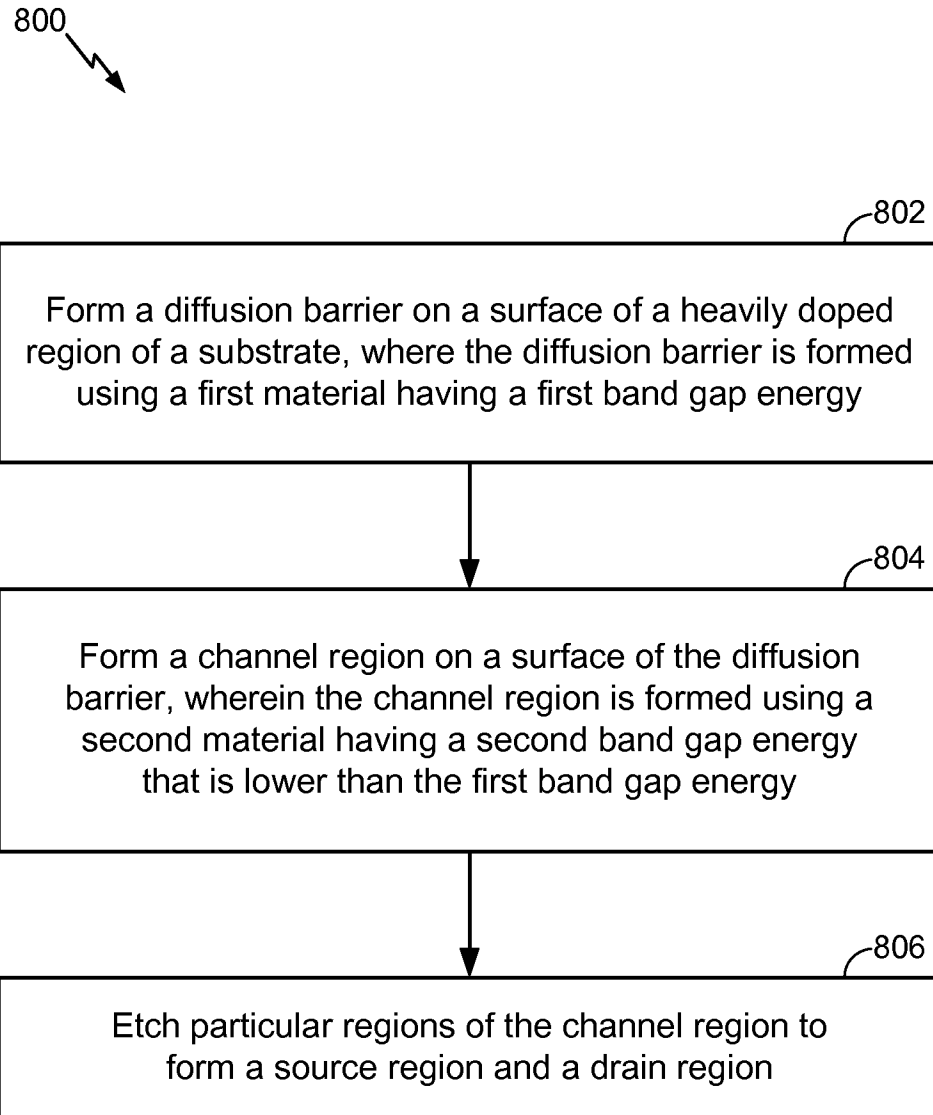 800
802
Form a diffusion barrier on a surface of a heavily doped
region of a substrate, where the diffusion barrier is formed
using a first material having a first band gap energy
804
Form a channel region on a surface of the diffusion
barrier, wherein the channel region is formed using a
second material having a second band gap energy
that is lower than the first band gap energy
806
Etch particular regions of the channel region to
form a source region and a drain region